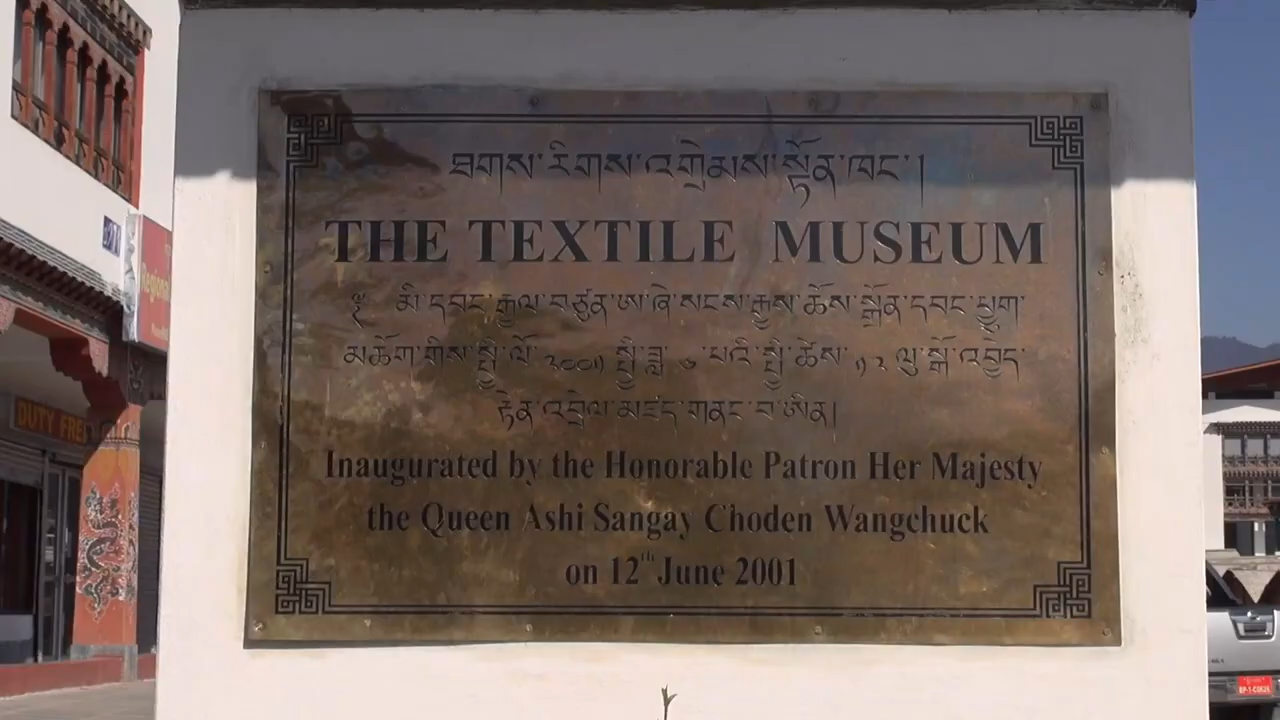 ཐགས་རིགས་འགྲེམས་སྟོན་ཁང་།
THE TEXTILE MUSEUM
མི་དབང་རྒྱལ་བཙུན་ཨ་ཞེ་སངས་རྒྱས་ཆོས་སྒྲོན་དབང་ཕྱུག་
མཆོག་གིས་སྤྱི་ལོ་ ༢༠༠༡ སྤྱི་ཟླ་ ༦ པའི་སྤྱི་ཚེས་ ༡༢ ལུ་སྒོ་འབྱེད་
རྟེན་འབྲེལ་མཛད་གནང་བ་ཨིན།
Inaugurated by the Honorable Patron Her Majesty
the Queen Ashi Sangay Choden Wangchuck
on 12th June 2001
Regional
DUTY FREE